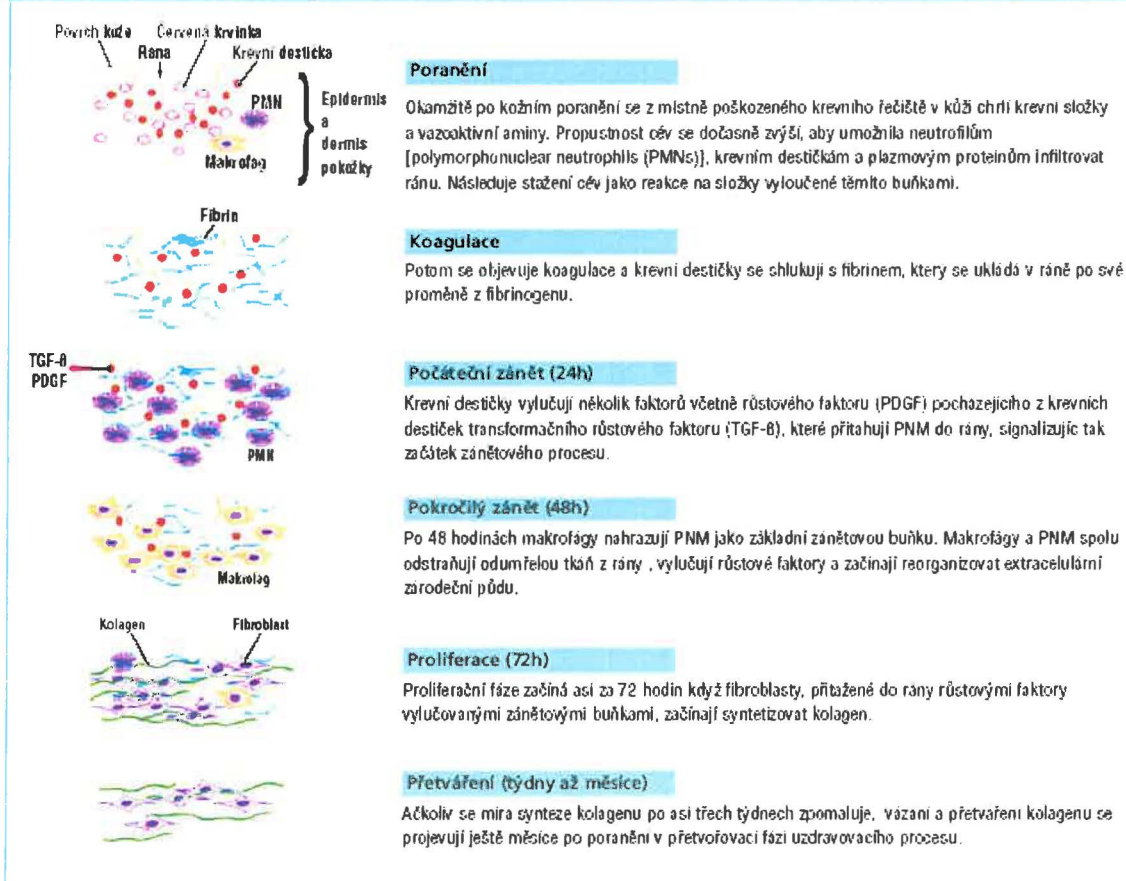 Povrch kože
Červená krvinka
Rána
Krevní destička
PMN
Makrofag
Epidermis
a
dermis
pokožky
Poranění
Okamžitě po kožním poranění se z místně poškozeného krevního řečiště v kůži chrlí krevní složky
a vazoaktivní aminy. Propustnost cév se dočasně zvýší, aby umožnila neutrofilům
[polymorphonuclear neutrophils (PMNs)], krevním destičkám a plazmovým proteinům infiltrovat
ránu. Následuje stažení cév jako reakce na složky vyloučené těmito buňkami.
Fibrin
Koagulace
Potom se objevuje koagulace a krevní destičky se shlukují s fibrinem, který se ukládá v ráně po své
proměně z fibrinogenu.
TGF-ß
PDGF
PMN
Počáteční zánět (24h)
Krevní destičky vylučují několik faktorů včetně růstového faktoru (PDGF) pocházejícího z krevních
destiček transformačního růstového faktoru (TGF-ß), které přitahují PNM do rány, signalizujíc tak
začátek zánětového procesu.
Makrofag
Pokročilý zánět (48h)
Po 48 hodinách makrofágy nahrazují PNM jako základní zánětovou buňku. Makrofágy a PNM spolu
odstraňují odumřelou tkáň z rány , vylučují růstové faktory a začínají reorganizovat extracelulární
zárodeční půdu.
Kolagen
Fibroblast
Proliferace (72h)
Proliferační fáze začíná asi za 72 hodin když fibroblasty, přitažené do rány růstovými faktory
vylučovanými zánětovými buňkami, začínají syntetizovat kolagen.
Přetváření (týdny až měsíce)
Ačkoliv se míra synteze kolagenu po asi třech týdnech zpomaluje, vázaní a přetvaření kolagenu se
projevují ještě měsíce po poranění v přetvořovací fázi uzdravovacího procesu.